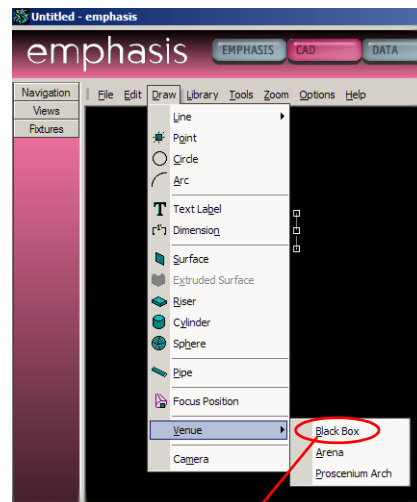 Untitled - emphasis
emphasis EMPHASIS CAD DATA
Navigation
Views
Fixtures
File Edit Draw Library Tools Zoom Options Help
Line
Point
Circle
Arc
Text Label
Dimension
Surface
Extruded Surface
Riser
Cylinder
Sphere
Pipe
Focus Position
Venue
Camera
Black Box
Arena
Proscenium Arch